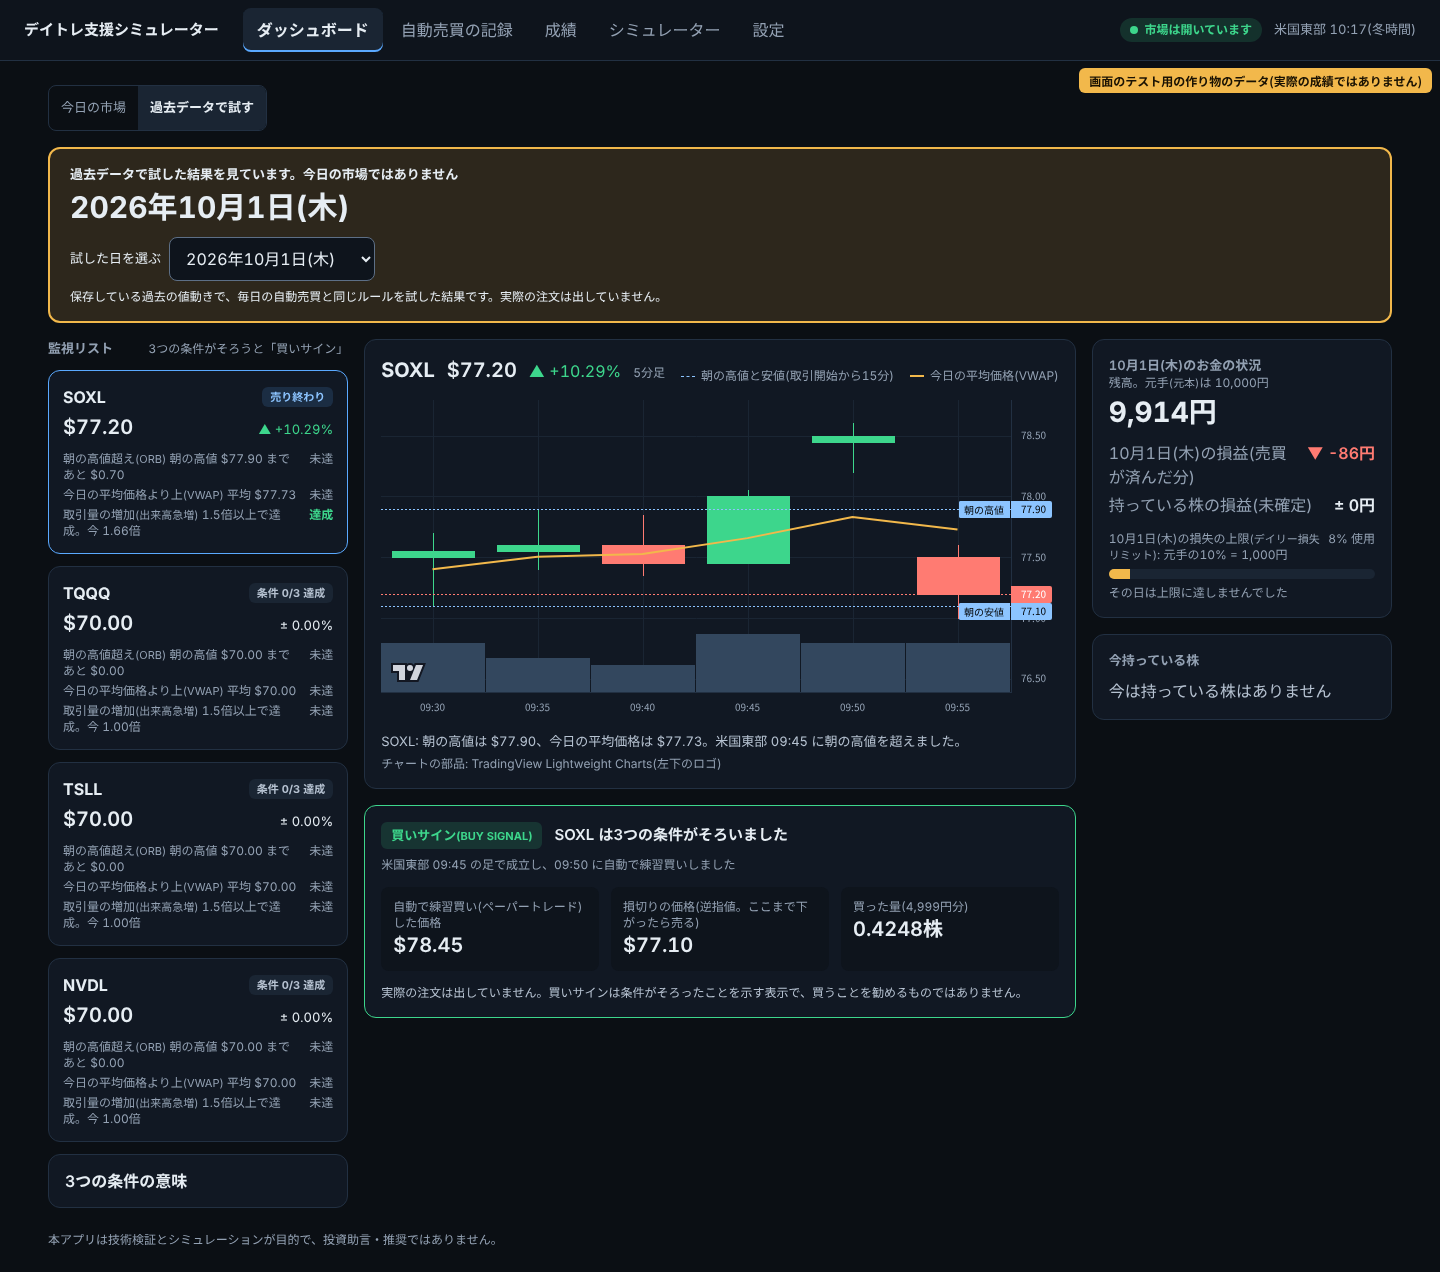 デイトレ支援シミュレーター
ダッシュボード
自動売買の記録
成績
シミュレーター
設定
市場は開いています
米国東部 10:17(冬時間)
画面のテスト用の作り物のデータ(実際の成績ではありません)
今日の市場
過去データで試す
過去データで試した結果を見ています。今日の市場ではありません
2026年10月1日(木)
試した日を選ぶ
2026年10月1日(木)
保存している過去の値動きで、毎日の自動売買と同じルールを試した結果です。実際の注文は出していません。
監視リスト
3つの条件がそろうと「買いサイン」
SOXL
売り終わり
$77.20
▲ +10.29%
朝の高値超え(ORB) 朝の高値 $77.90 まで
あと $0.70
未達
今日の平均価格より上(VWAP) 平均 $77.73
未達
取引量の増加(出来高急増) 1.5倍以上で達
成。今 1.66倍
達成
TQQQ
条件 0/3 達成
$70.00
± 0.00%
朝の高値超え(ORB) 朝の高値 $70.00 まで
あと $0.00
未達
今日の平均価格より上(VWAP) 平均 $70.00
未達
取引量の増加(出来高急増) 1.5倍以上で達
成。今 1.00倍
未達
TSLL
条件 0/3 達成
$70.00
± 0.00%
朝の高値超え(ORB) 朝の高値 $70.00 まで
あと $0.00
未達
今日の平均価格より上(VWAP) 平均 $70.00
未達
取引量の増加(出来高急増) 1.5倍以上で達
成。今 1.00倍
未達
NVDL
条件 0/3 達成
$70.00
± 0.00%
朝の高値超え(ORB) 朝の高値 $70.00 まで
あと $0.00
未達
今日の平均価格より上(VWAP) 平均 $70.00
未達
取引量の増加(出来高急増) 1.5倍以上で達
成。今 1.00倍
未達
3つの条件の意味
SOXL $77.20 ▲ +10.29% 5分足
朝の高値と安値(取引開始から15分)
今日の平均価格(VWAP)
78.50
78.00
朝の高値 77.90
77.50
77.20
朝の安値 77.10
76.50
09:30
09:35
09:40
09:45
09:50
09:55
SOXL: 朝の高値は $77.90、今日の平均価格は $77.73。米国東部 09:45 に朝の高値を超えました。
チャートの部品: TradingView Lightweight Charts(左下のロゴ)
買いサイン(BUY SIGNAL)
SOXL は3つの条件がそろいました
米国東部 09:45 の足で成立し、09:50 に自動で練習買いしました
自動で練習買い(ペーパートレード)
した価格
$78.45
損切りの価格(逆指値。ここまで下
がったら売る)
$77.10
買った量(4,999円分)
0.4248株
実際の注文は出していません。買いサインは条件がそろったことを示す表示で、買うことを勧めるものではありません。
10月1日(木)のお金の状況
残高。元手(元本)は 10,000円
9,914円
10月1日(木)の損益(売買
が済んだ分)
▼ -86円
持っている株の損益(未確定)
± 0円
10月1日(木)の損失の上限(デイリー損失
リミット): 元手の10% = 1,000円
8% 使用
その日は上限に達しませんでした
今持っている株
今は持っている株はありません
本アプリは技術検証とシミュレーションが目的で、投資助言・推奨ではありません。